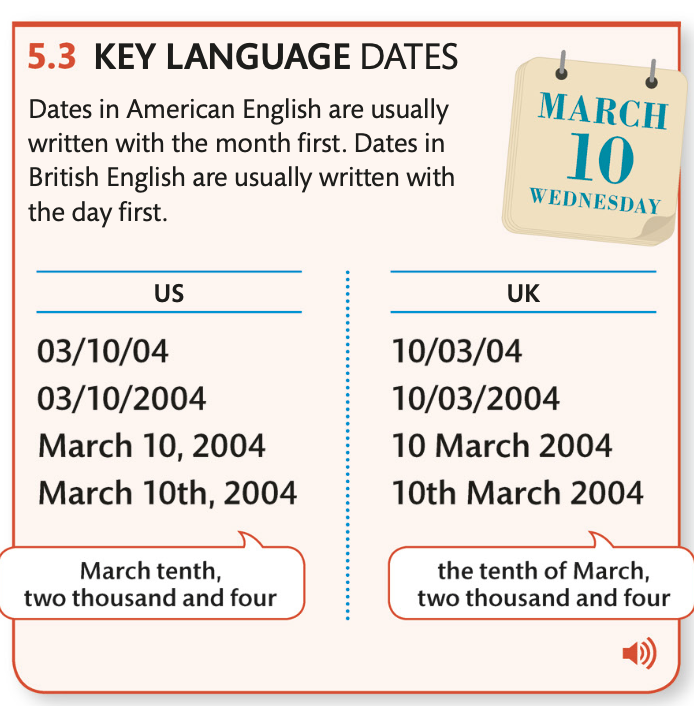 5.3 KEY LANGUAGE DATES
Dates in American English are usually
written with the month first. Dates in
British English are usually written with
the day first.
MARCH
10
WEDNESDAY
US
03/10/04
03/10/2004
March 10, 2004
March 10th, 2004
March tenth,
two thousand and four
UK
10/03/04
10/03/2004
10 March 2004
10th March 2004
the tenth of March,
two thousand and four